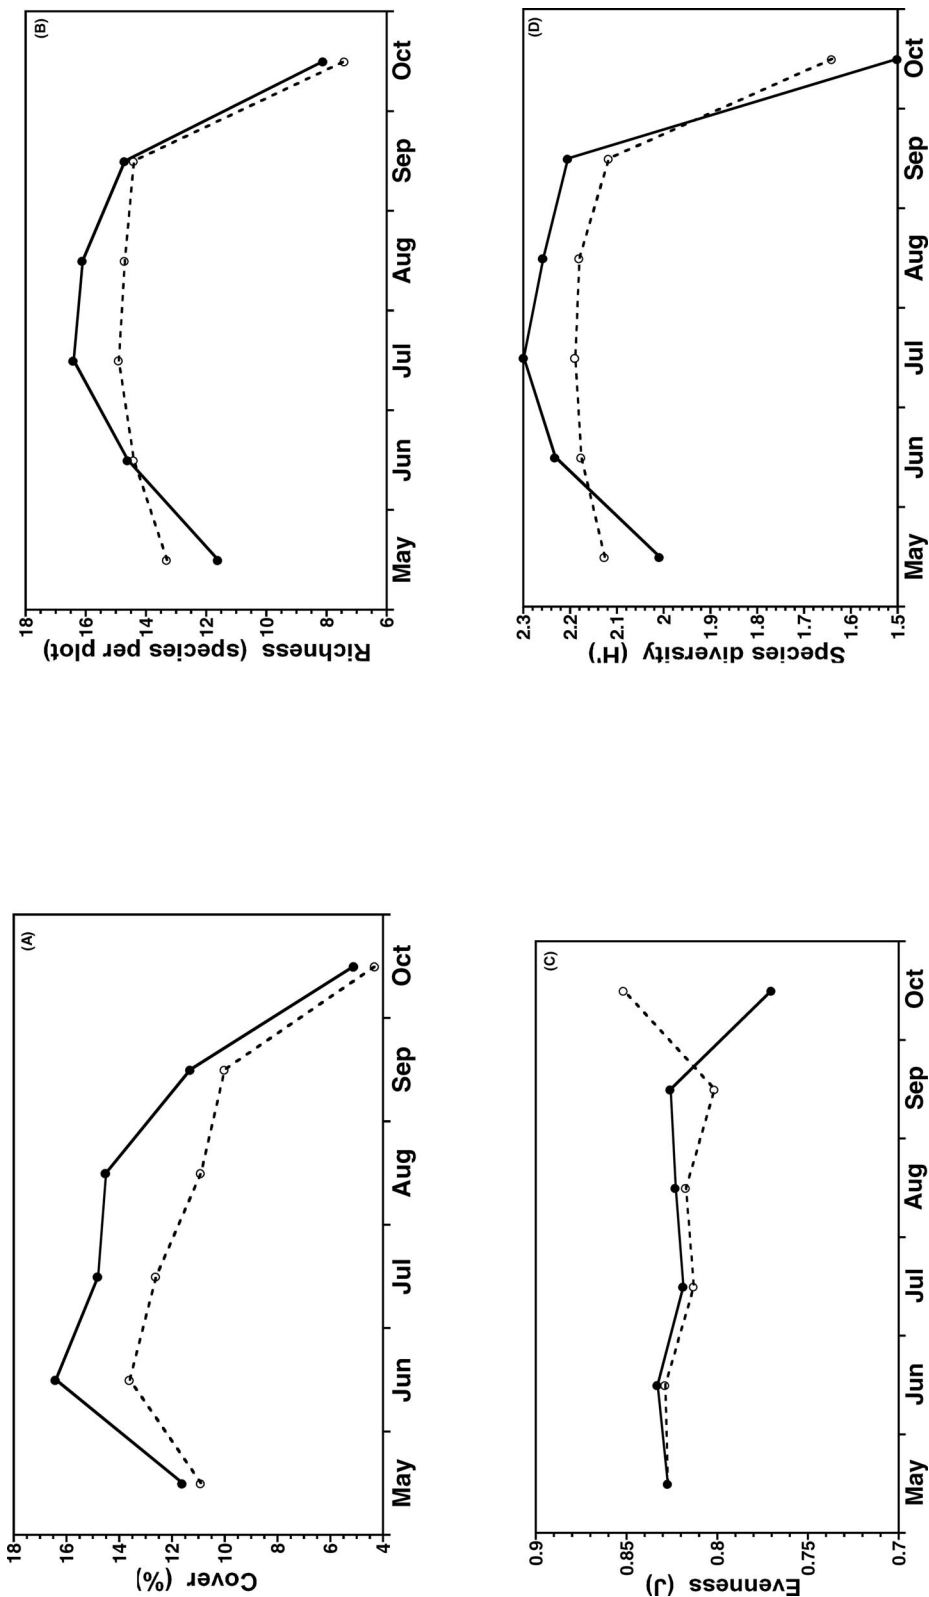 (A)
18
16
14
12
10
8
6
4
Cover (%)
May
Jun
Jul
Aug
Sep
Oct
(B)
18
16
14
12
10
8
6
Richness (species per plot)
May
Jun
Jul
Aug
Sep
Oct
(C)
0.9
0.85
0.8
0.75
0.7
Evenness (J)
May
Jun
Jul
Aug
Sep
Oct
(D)
2.3
2.2
2.1
2
1.9
1.8
1.7
1.6
1.5
Species diversity (H')
May
Jun
Jul
Aug
Sep
Oct